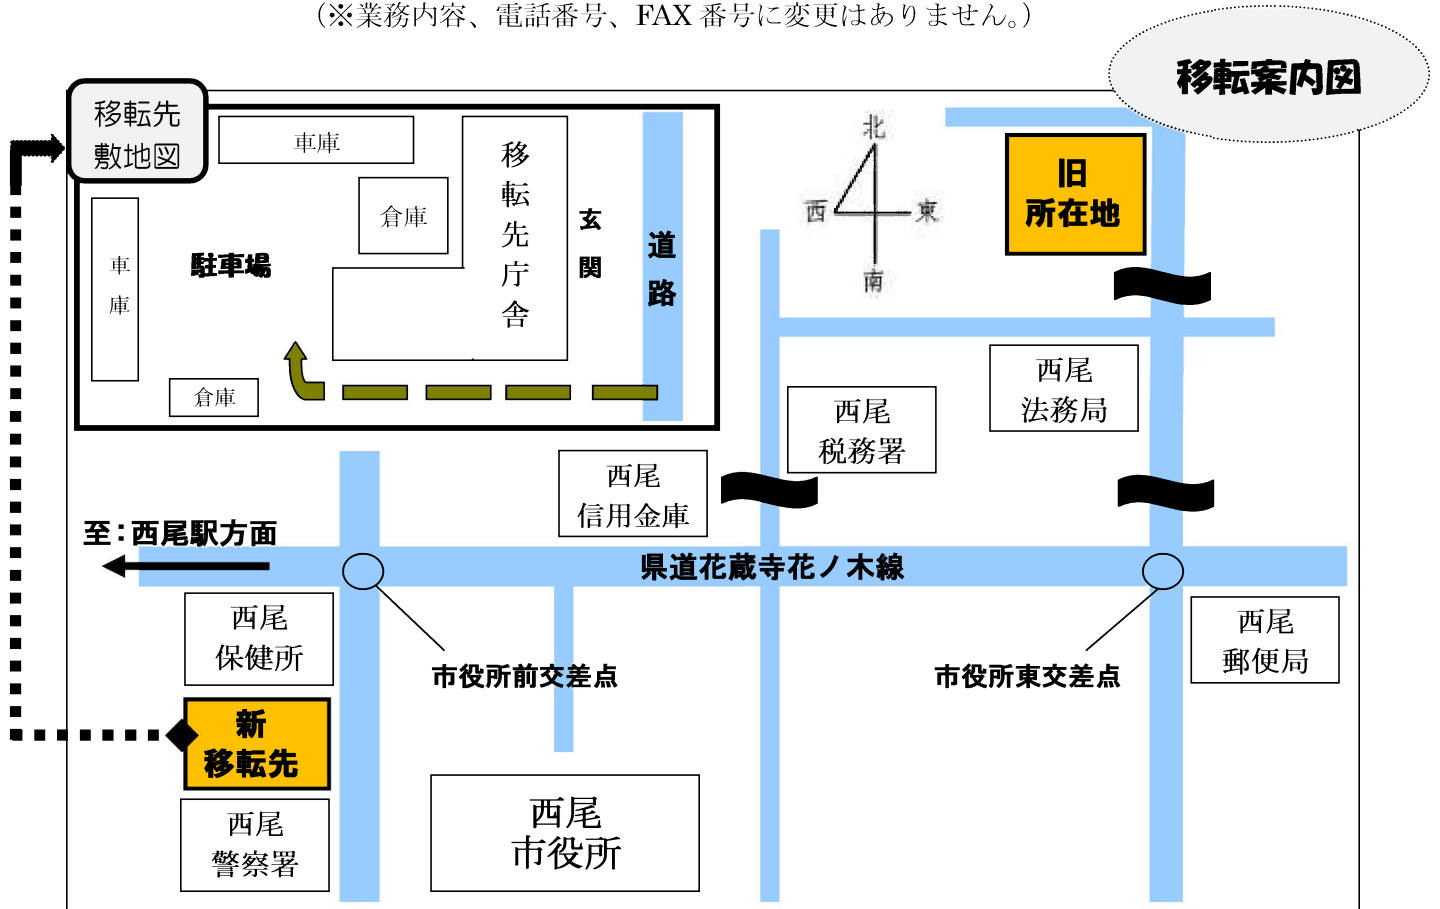 （※業務内容、電話番号、FAX 番号に変更はありません。）
移転案内図
移転先
敷地図
車庫
移転先庁舎
倉庫
玄関
道路
車庫
駐車場
倉庫
北
西
東
南
旧
所在地
西尾
法務局
西尾
税務署
西尾
信用金庫
至：西尾駅方面
県道花蔵寺花ノ木線
西尾
保健所
市役所前交差点
市役所東交差点
西尾
郵便局
新
移転先
西尾
市役所
西尾
警察署